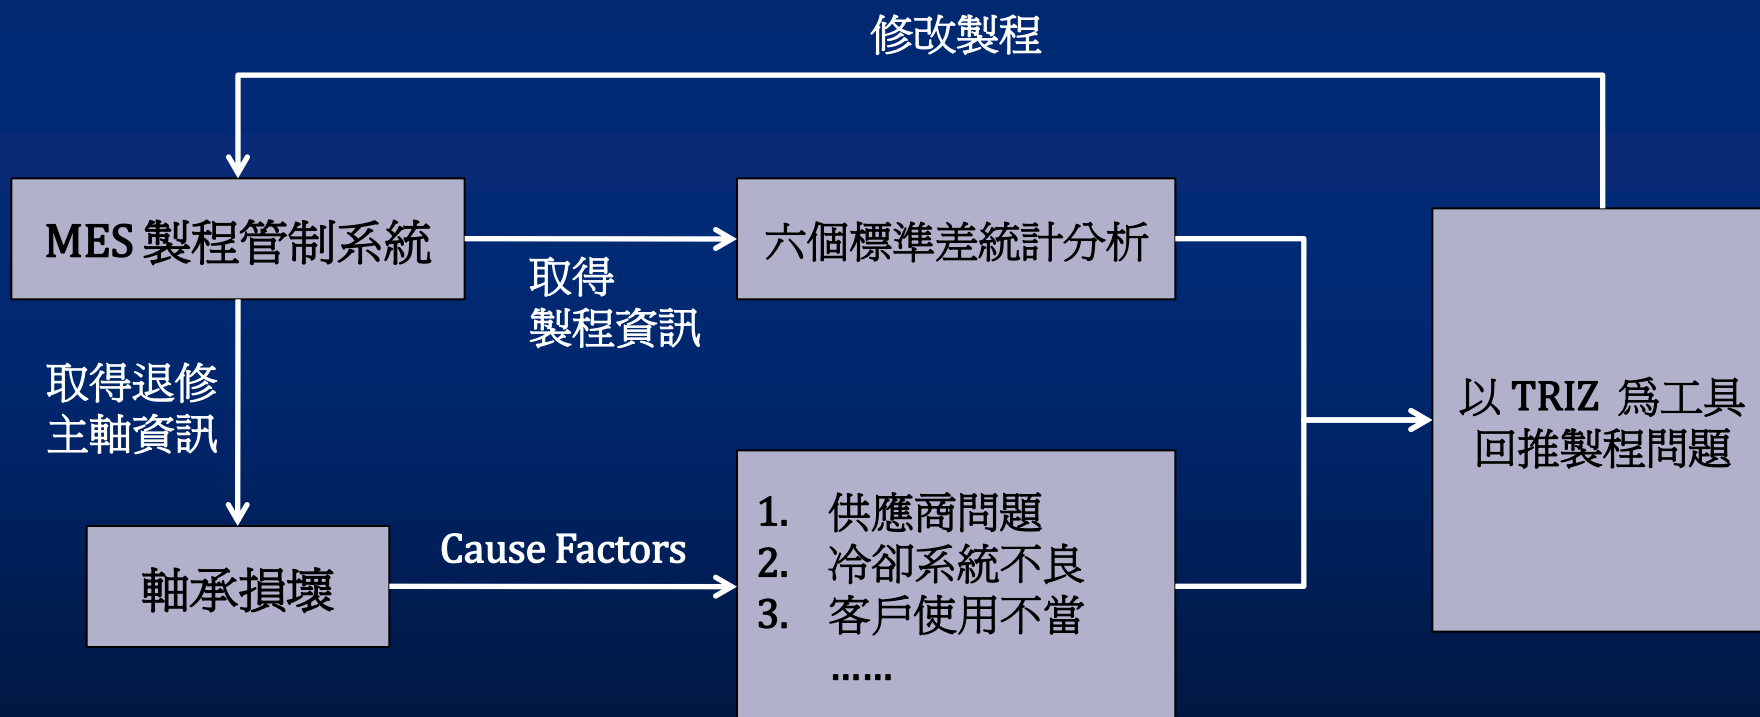 修改製程
MES 製程管制系統
取得
製程資訊
六個標準差統計分析
取得退修
主軸資訊
軸承損壞
Cause Factors
1. 供應商問題
2. 冷卻系統不良
3. 客戶使用不當
……
以 TRIZ 爲工具
回推製程問題